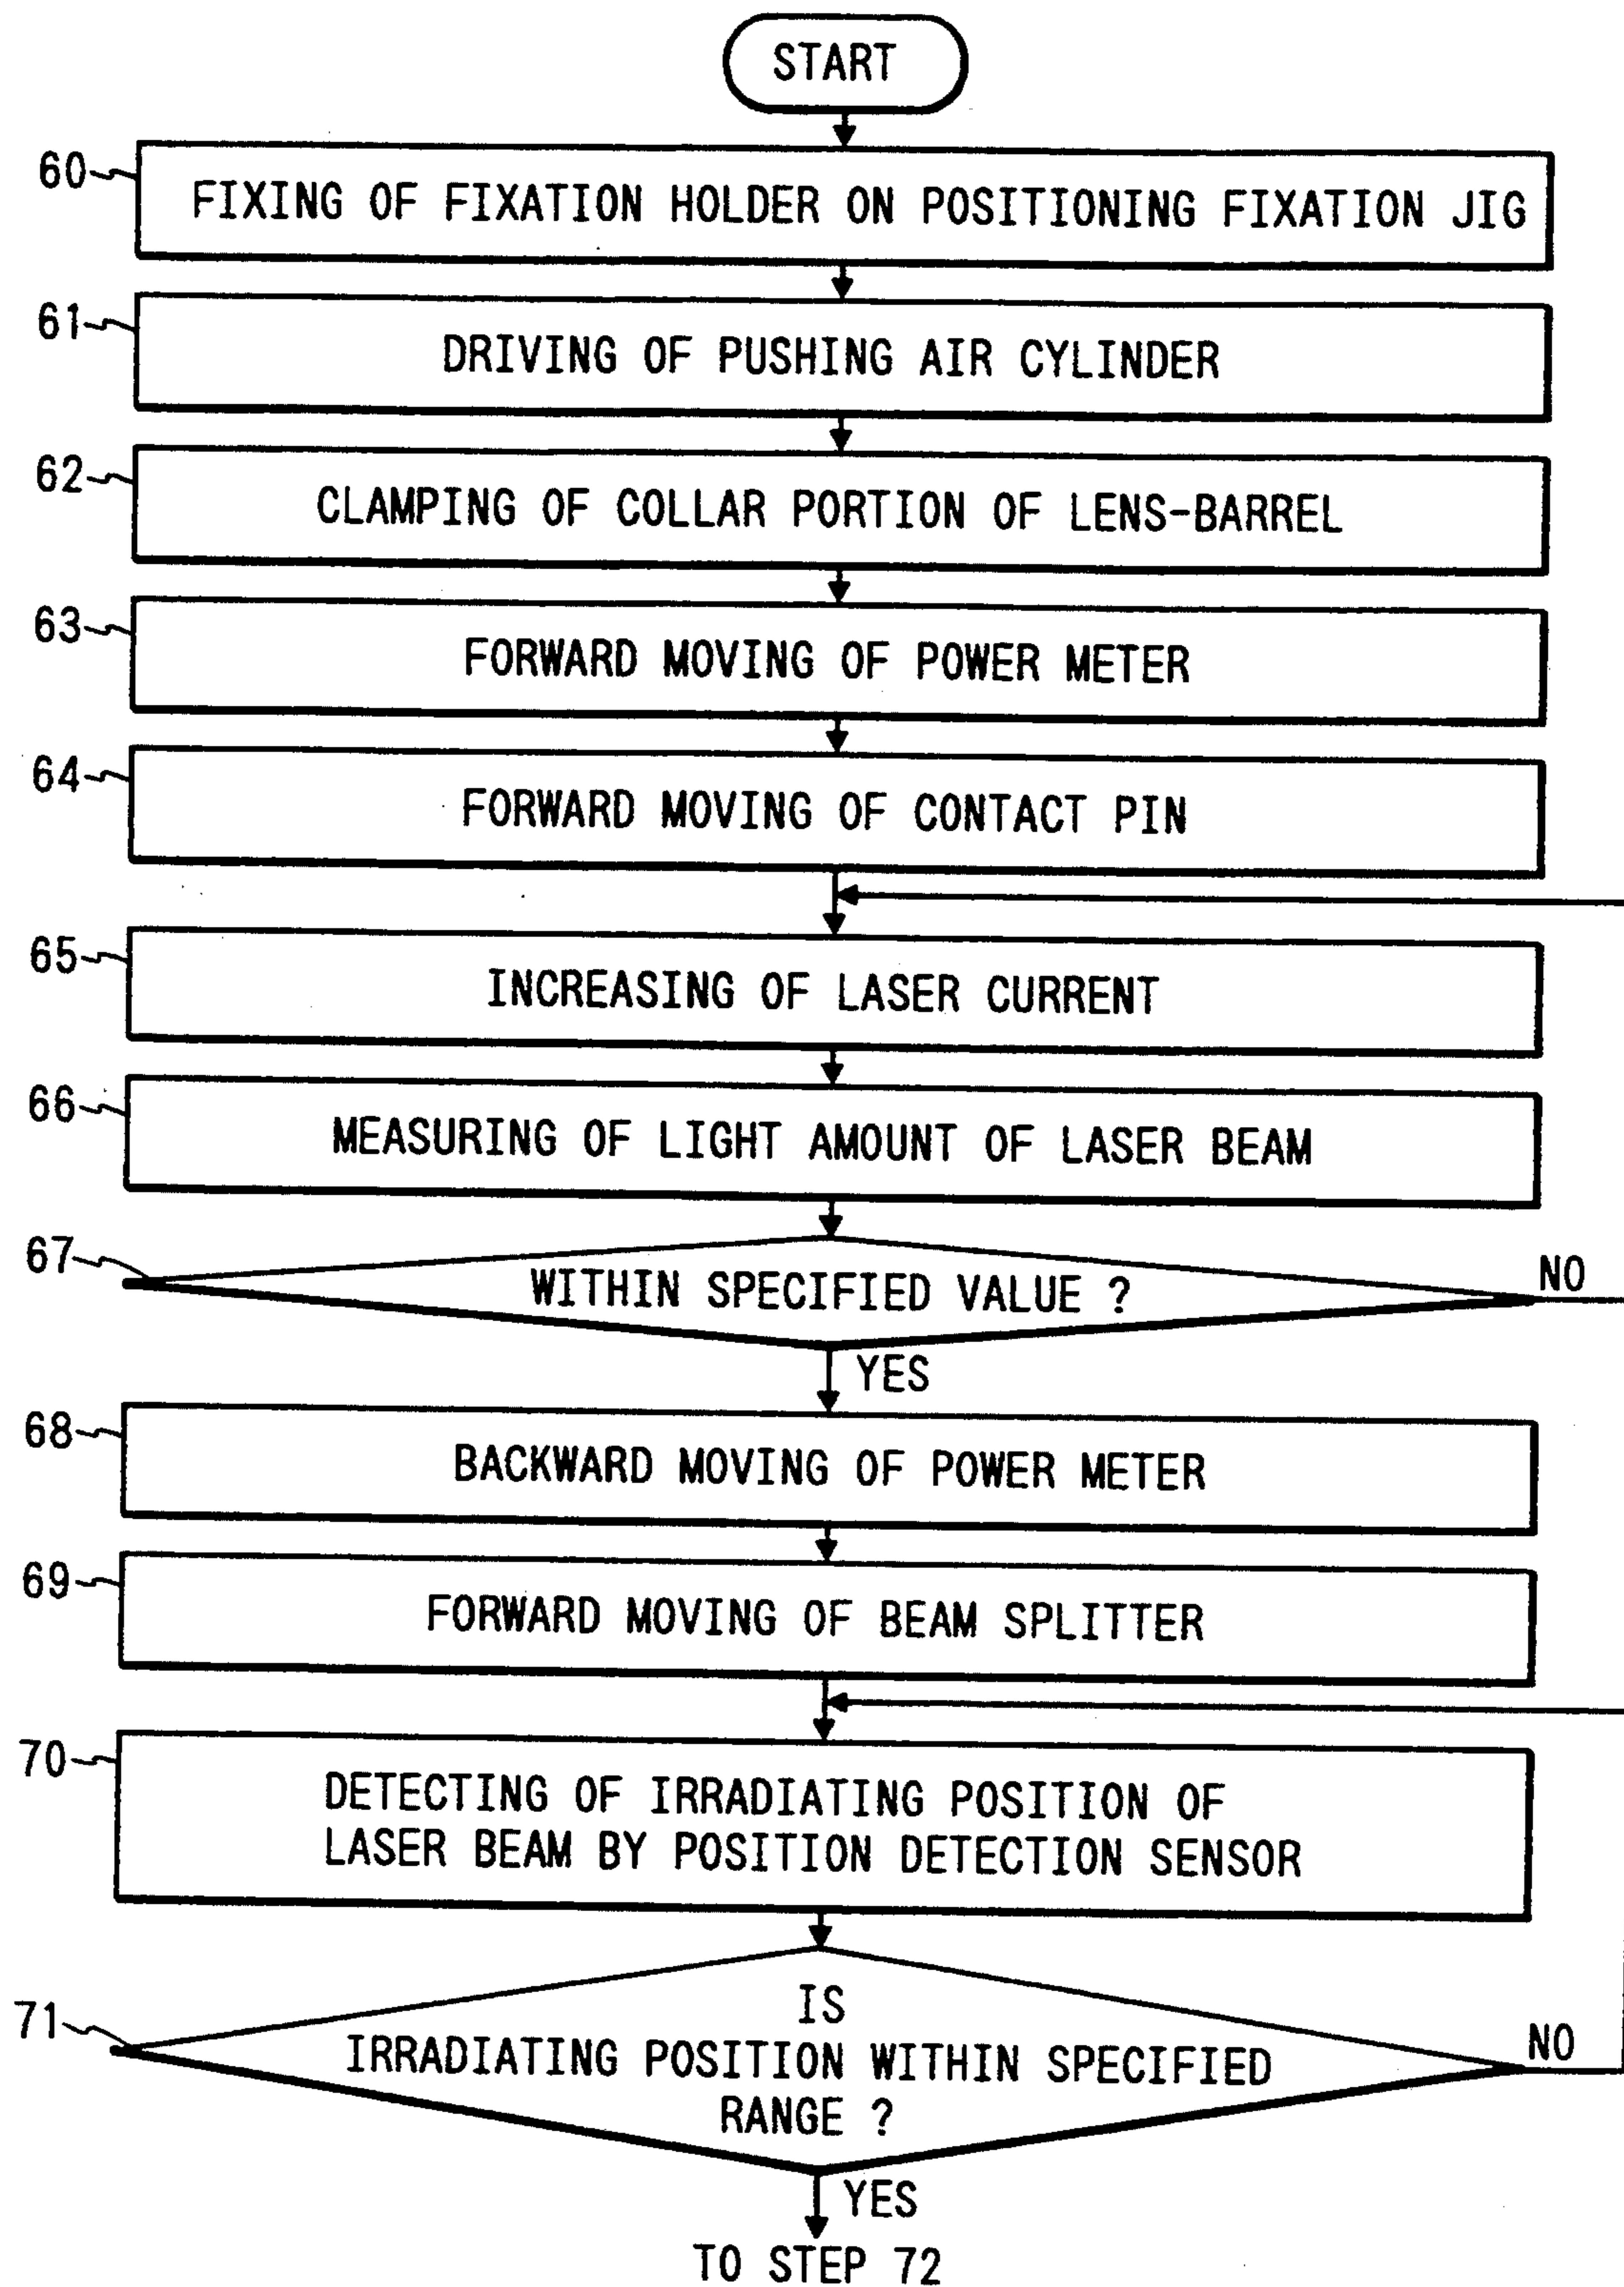 START
60
FIXING OF FIXATION HOLDER ON POSITIONING FIXATION JIG
61
DRIVING OF PUSHING AIR CYLINDER
62
CLAMPING OF COLLAR PORTION OF LENS-BARREL
63
FORWARD MOVING OF POWER METER
64
FORWARD MOVING OF CONTACT PIN
65
INCREASING OF LASER CURRENT
66
MEASURING OF LIGHT AMOUNT OF LASER BEAM
67
WITHIN SPECIFIED VALUE ?
NO
YES
68
BACKWARD MOVING OF POWER METER
69
FORWARD MOVING OF BEAM SPLITTER
70
DETECTING OF IRRADIATING POSITION OF
LASER BEAM BY POSITION DETECTION SENSOR
71
IS
IRRADIATING POSITION WITHIN SPECIFIED
RANGE ?
NO
YES
TO STEP 72